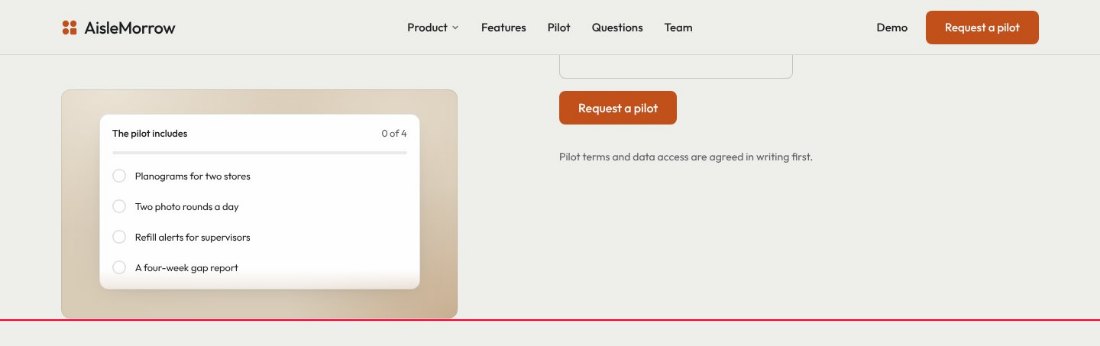 AisleMorrow
Product
Features
Pilot
Questions
Team
Demo
Request a pilot
Request a pilot
Pilot terms and data access are agreed in writing first.
The pilot includes
0 of 4
Planograms for two stores
Two photo rounds a day
Refill alerts for supervisors
A four-week gap report